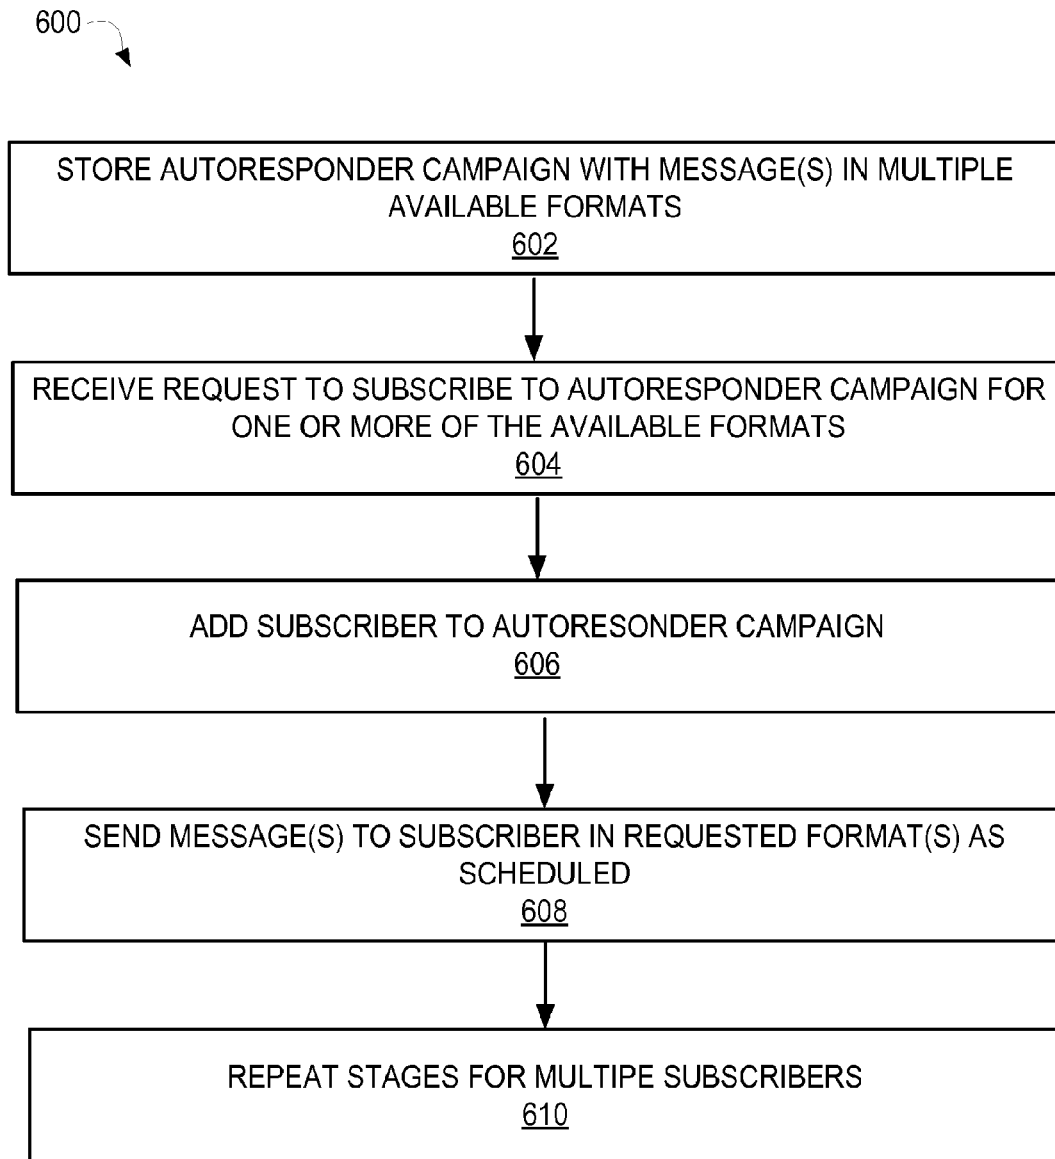 600
STORE AUTORESPONDER CAMPAIGN WITH MESSAGE(S) IN MULTIPLE
AVAILABLE FORMATS
602
RECEIVE REQUEST TO SUBSCRIBE TO AUTORESPONDER CAMPAIGN FOR
ONE OR MORE OF THE AVAILABLE FORMATS
604
ADD SUBSCRIBER TO AUTORESONDER CAMPAIGN
606
SEND MESSAGE(S) TO SUBSCRIBER IN REQUESTED FORMAT(S) AS
SCHEDULED
608
REPEAT STAGES FOR MULTIPE SUBSCRIBERS
610